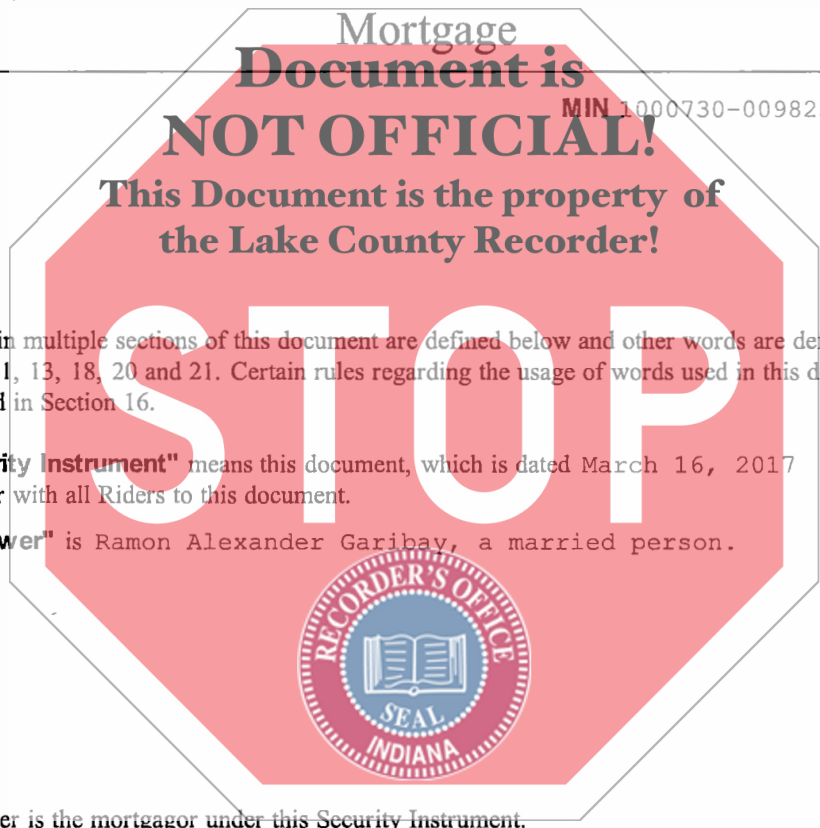 Mortgage
Document is
MIN 1000730-00982
NOT OFFICIAL!
This Document is the property of
the Lake County Recorder!
STOP
in multiple sections of this document are defined below and other words are de
1, 13, 18, 20 and 21. Certain rules regarding the usage of words used in this d
in Section 16.
ity Instrument" means this document, which is dated March 16, 2017
with all Riders to this document.
wer" is Ramon Alexander Garibay, a married person.
RECORDER'S OFFICE
SEAL
INDIANA
er is the mortgagor under this Security Instrument.